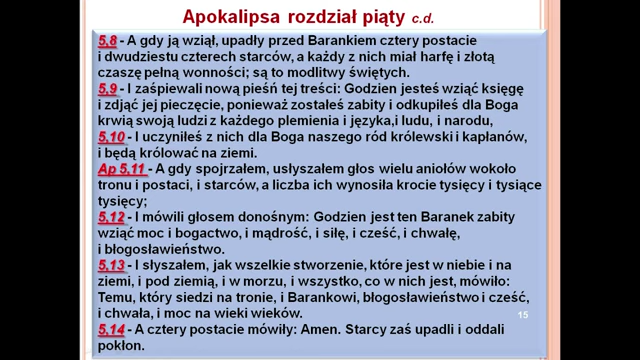 Apokalipsa rozdział piąty c.d.
5,8 - A gdy ją wziął, upadły przed Barankiem cztery postacie
i dwudziestu czterech starców, a każdy z nich miał harfę i złotą
czaszę pełną wonności; są to modlitwy świętych.
5,9 - I zaśpiewali nową pieśń tej treści: Godzien jesteś wziąć księgę
i zdjąć jej pieczęcie, ponieważ zostałeś zabity i odkupiłeś dla Boga
krwią swoją ludzi z każdego plemienia i języka,i ludu, i narodu,
5,10 - I uczyniłeś z nich dla Boga naszego ród królewski i kapłanów,
i będą królować na ziemi.
Ap 5,11 - A gdy spojrzałem, usłyszałem głos wielu aniołów wokoło
tronu i postaci, i starców, a liczba ich wynosiła krocie tysięcy i tysiące
tysięcy;
5,12 - I mówili głosem donośnym: Godzien jest ten Baranek zabity
wziąć moc i bogactwo, i mądrość, i siłę, i cześć, i chwałę,
i błogosławieństwo.
5,13 - I słyszałem, jak wszelkie stworzenie, które jest w niebie i na
ziemi, i pod ziemią, i w morzu, i wszystko, co w nich jest, mówiło:
Temu, który siedzi na tronie, i Barankowi, błogosławieństwo i cześć,
i chwała, i moc na wieki wieków.
15
5,14 - A cztery postacie mówiły: Amen. Starcy zaś upadli i oddali
pokłon.